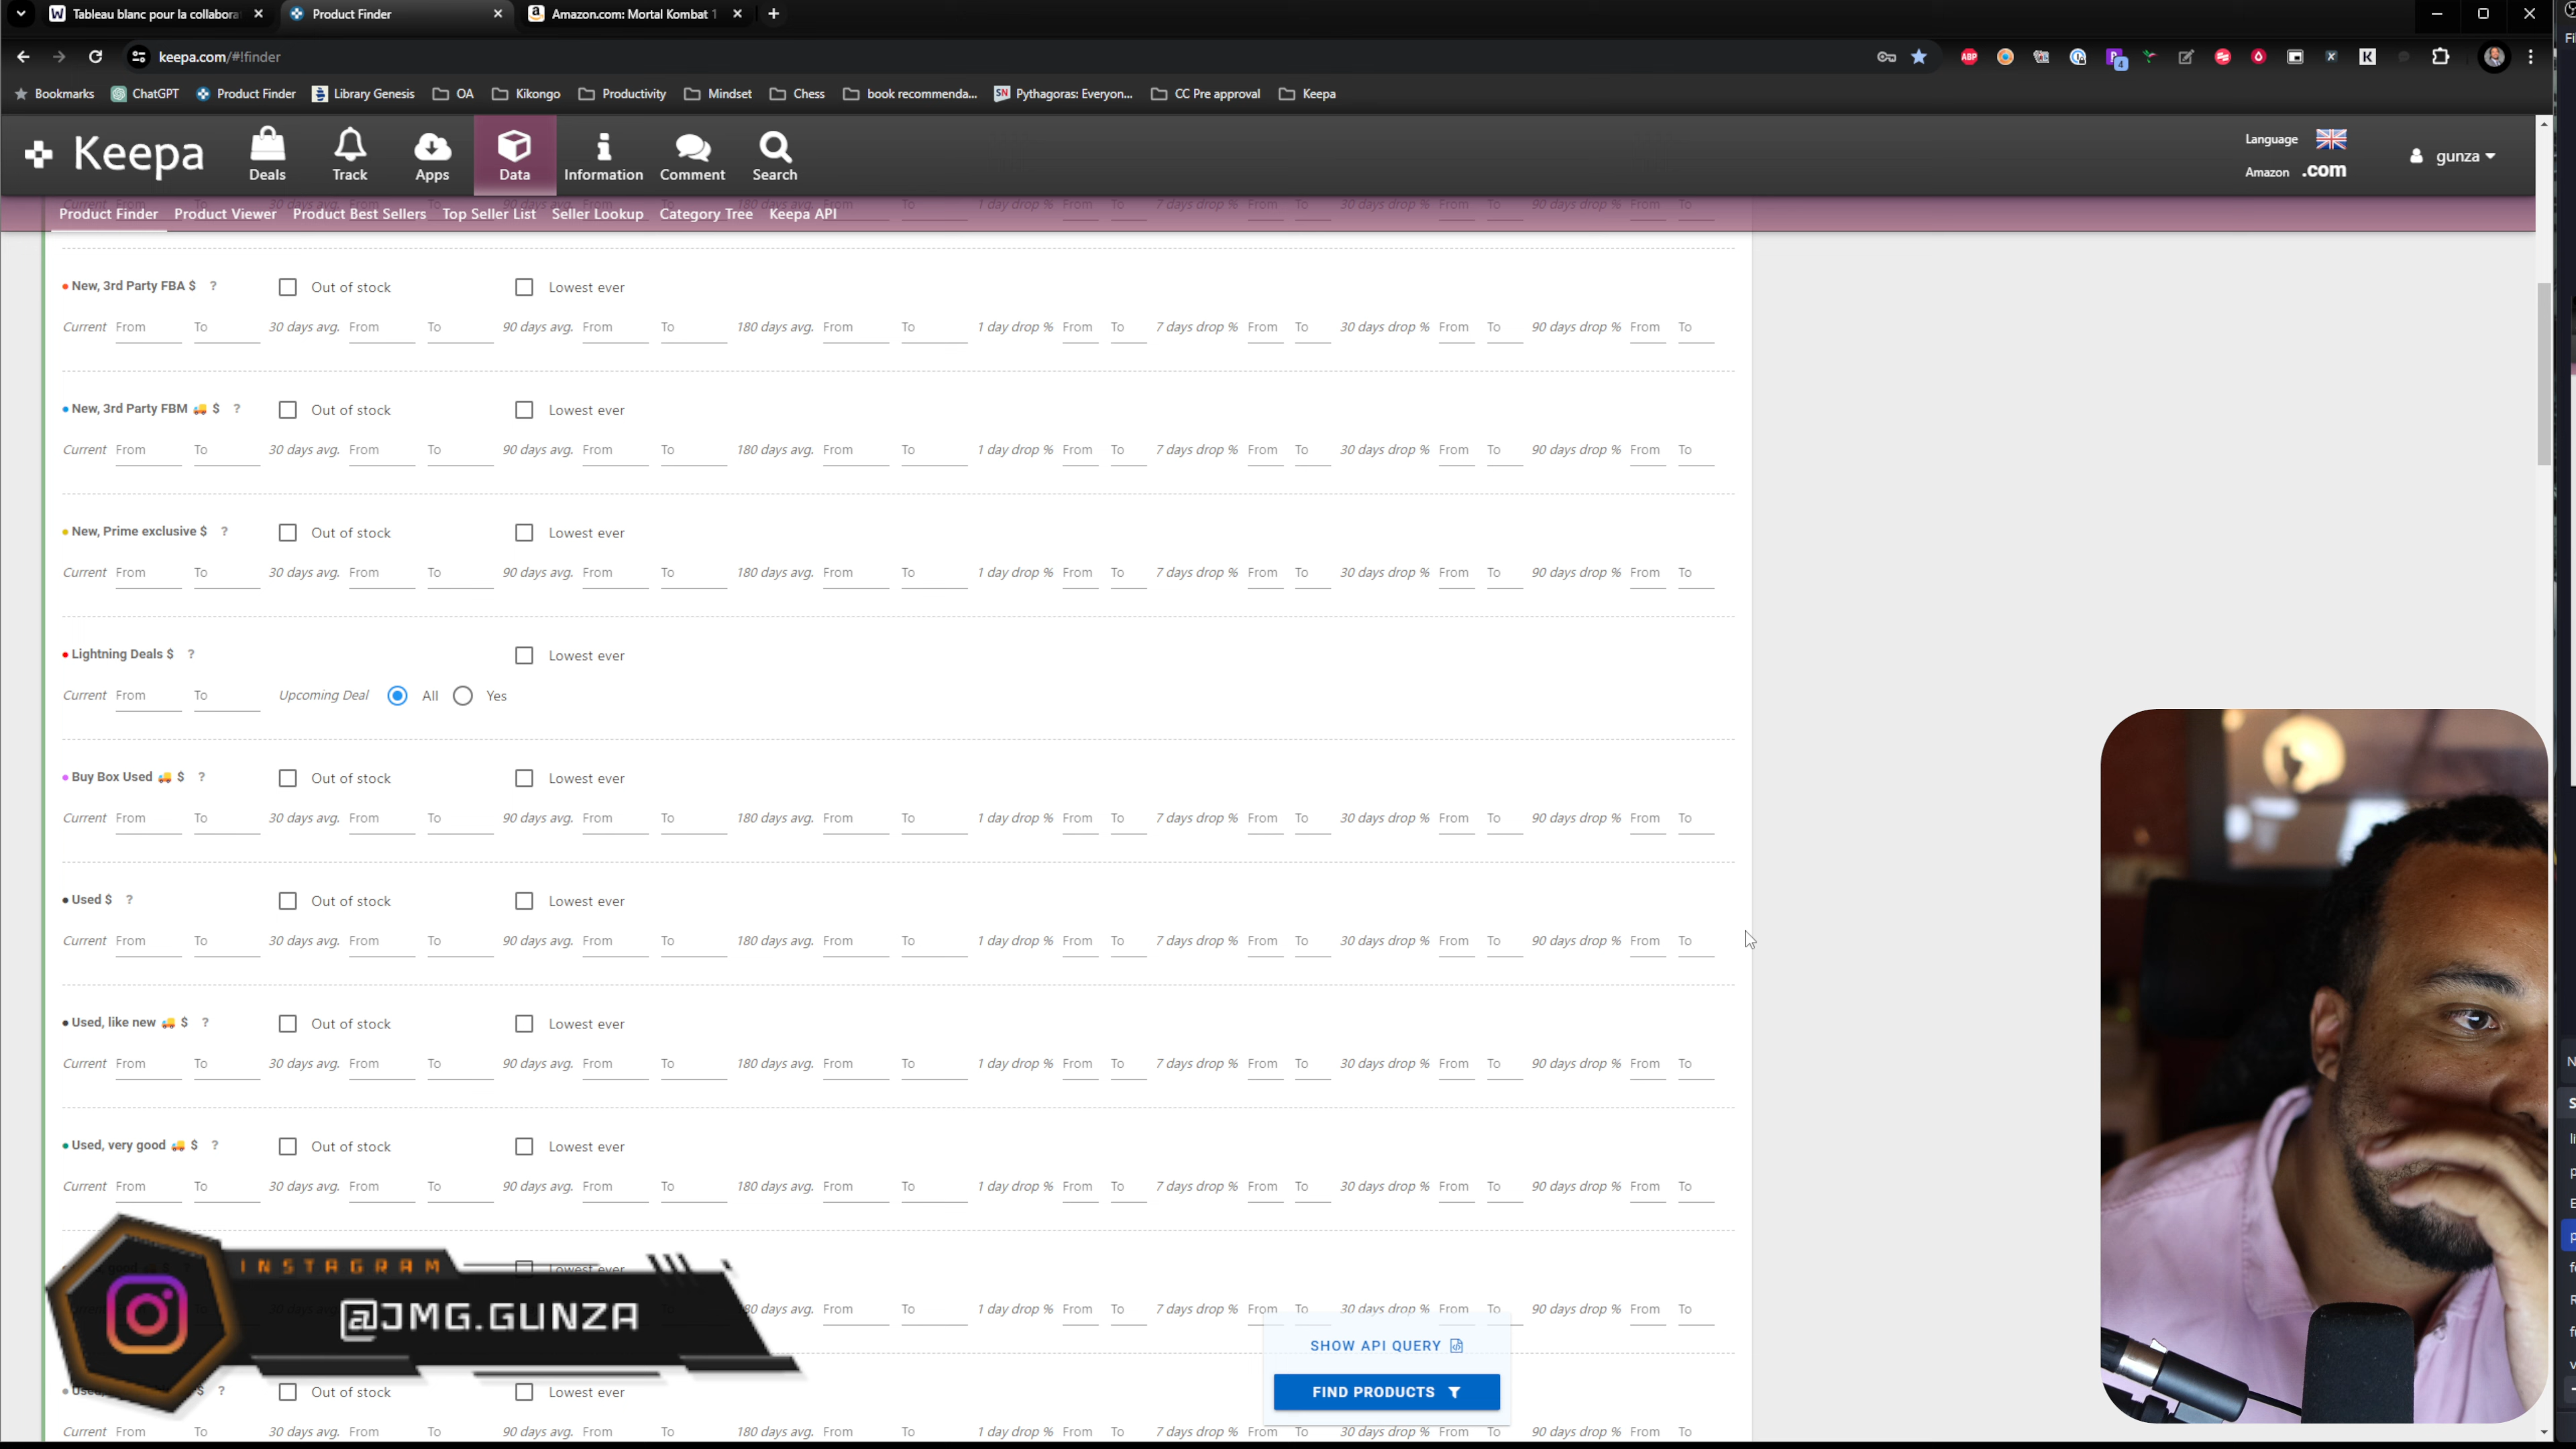 Tableau blanc pour la collabora
Product Finder
Amazon.com: Mortal Kombat 1
keepa.com/#!finder
Bookmarks ChatGPT Product Finder Library Genesis OA Kikongo Productivity Mindset Chess book recommenda... Pythagoras: Everyon... CC Pre approval Keepa
Keepa Deals Track Apps Data Information Comment Search
Language
Amazon .com
gunza
Product Finder Product Viewer Product Best Sellers Top Seller List Seller Lookup Category Tree Keepa API
New, 3rd Party FBA $ ? Out of stock Lowest ever
Current From To 30 days avg. From To 90 days avg. From To 180 days avg. From To 1 day drop % From To 7 days drop % From To 30 days drop % From To 90 days drop % From To
New, 3rd Party FBM 🚚 $ ? Out of stock Lowest ever
Current From To 30 days avg. From To 90 days avg. From To 180 days avg. From To 1 day drop % From To 7 days drop % From To 30 days drop % From To 90 days drop % From To
New, Prime exclusive $ ? Out of stock Lowest ever
Current From To 30 days avg. From To 90 days avg. From To 180 days avg. From To 1 day drop % From To 7 days drop % From To 30 days drop % From To 90 days drop % From To
Lightning Deals $ ? Lowest ever
Current From To Upcoming Deal All Yes
Buy Box Used 🚚 $ ? Out of stock Lowest ever
Current From To 30 days avg. From To 90 days avg. From To 180 days avg. From To 1 day drop % From To 7 days drop % From To 30 days drop % From To 90 days drop % From To
Used $ ? Out of stock Lowest ever
Current From To 30 days avg. From To 90 days avg. From To 180 days avg. From To 1 day drop % From To 7 days drop % From To 30 days drop % From To 90 days drop % From To
Used, like new 🚚 $ ? Out of stock Lowest ever
Current From To 30 days avg. From To 90 days avg. From To 180 days avg. From To 1 day drop % From To 7 days drop % From To 30 days drop % From To 90 days drop % From To
Used, very good 🚚 $ ? Out of stock Lowest ever
Current From To 30 days avg. From To 90 days avg. From To 180 days avg. From To 1 day drop % From To 7 days drop % From To 30 days drop % From To 90 days drop % From To
INSTAGRAM Lowest ever
@JMG.GUNZA
days avg. From To 1 day drop % From To 7 days drop % From To 30 days drop % From To 90 days drop % From To
SHOW API QUERY
$ ? Out of stock Lowest ever
FIND PRODUCTS
Current From To 30 days avg. From To 90 days avg. From To 180 days avg. From To 1 day drop % From To 7 days drop % From To 30 days drop % From To 90 days drop % From To